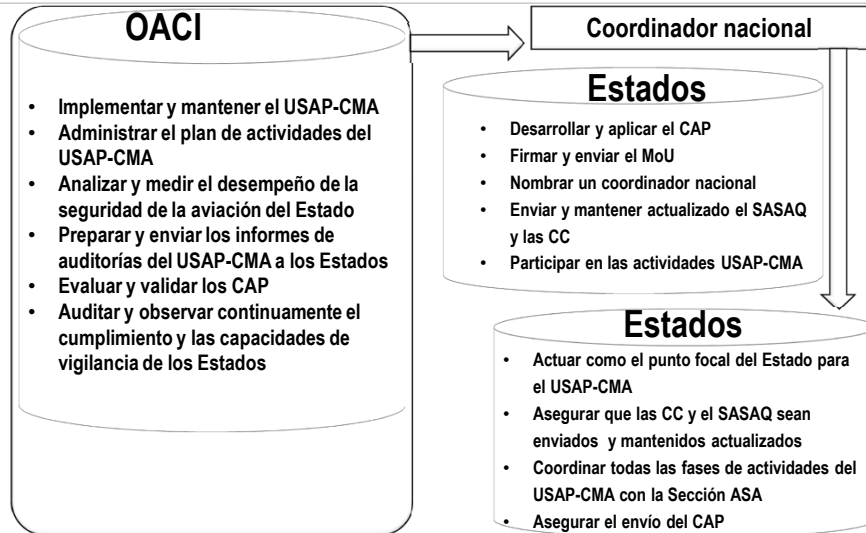 OACI
• Implementar y mantener el USAP-CMA
• Administrar el plan de actividades del
USAP-CMA
• Analizar y medir el desempeño de la
seguridad de la aviación del Estado
• Preparar y enviar los informes de
auditorías del USAP-CMA a los Estados
• Evaluar y validar los CAP
• Auditar y observar continuamente el
cumplimiento y las capacidades de
vigilancia de los Estados
Coordinador nacional
Estados
• Desarrollar y aplicar el CAP
• Firmar y enviar el MoU
• Nombrar un coordinador nacional
• Enviar y mantener actualizado el SASAQ
y las CC
• Participar en las actividades USAP-CMA
Estados
• Actuar como el punto focal del Estado para
el USAP-CMA
• Asegurar que las CC y el SASAQ sean
enviados y mantenidos actualizados
• Coordinar todas las fases de actividades del
USAP-CMA con la Sección ASA
• Asegurar el envío del CAP